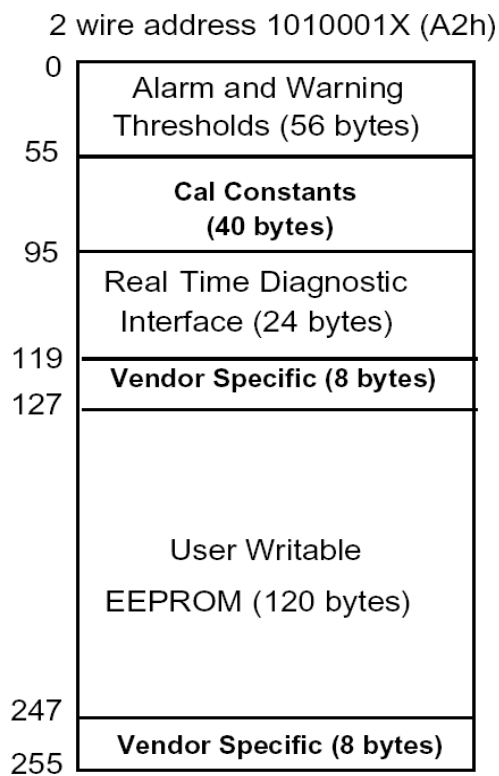 2 wire address 1010001X (A2h)
0
Alarm and Warning
Thresholds (56 bytes)
55
Cal Constants
(40 bytes)
95
Real Time Diagnostic
Interface (24 bytes)
119
Vendor Specific (8 bytes)
127
User Writable
EEPROM (120 bytes)
247
Vendor Specific (8 bytes)
255